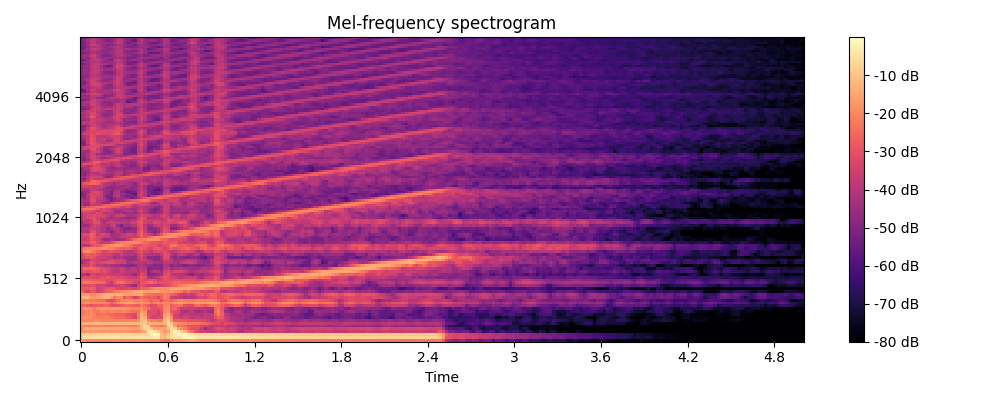 Mel-frequency spectrogram
Hz
4096
2048
1024
512
0
0 0.6 1.2 1.8 2.4 3 3.6 4.2 4.8
Time
-10 dB
-20 dB
-30 dB
-40 dB
-50 dB
-60 dB
-70 dB
-80 dB